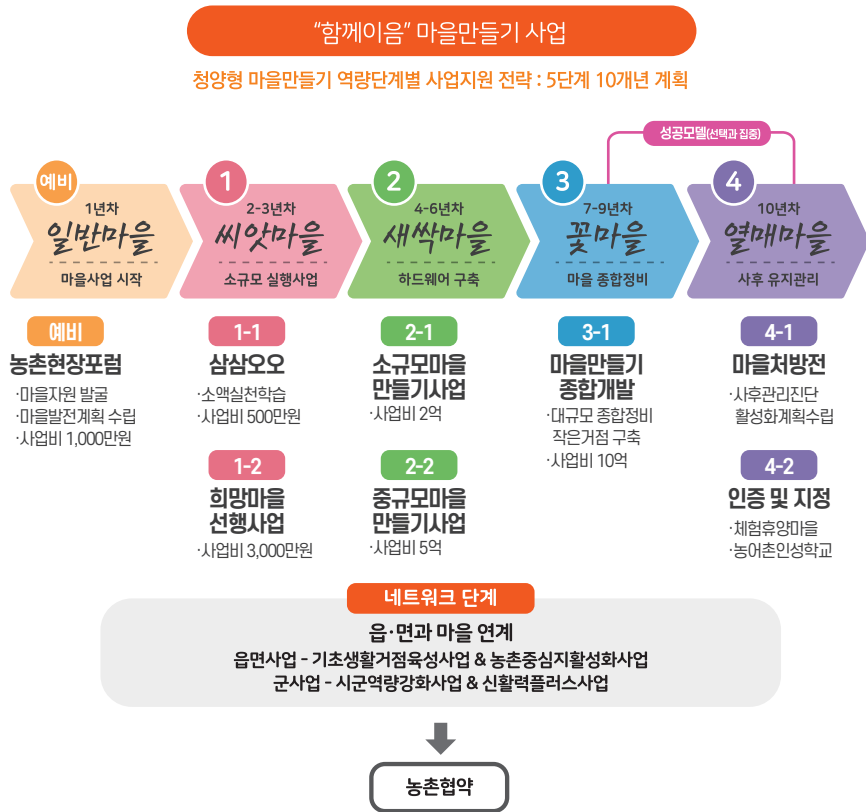 “함께이음” 마을만들기 사업
청양형 마을만들기 역량단계별 사업지원 전략 : 5단계 10개년 계획
성공모델(선택과 집중)
예비
1년차
일반마을
마을사업 시작
1
2-3년차
씨앗마을
소규모 실행사업
2
4-6년차
새싹마을
하드웨어 구축
3
7-9년차
꽃마을
마을 종합정비
4
10년차
열매마을
사후 유지관리
예비
농촌현장포럼
·마을자원 발굴
·마을발전계획 수립
·사업비 1,000만원
1-1
삼삼오오
·소액실천학습
·사업비 500만원
1-2
희망마을
선행사업
·사업비 3,000만원
2-1
소규모마을
만들기사업
·사업비 2억
2-2
중규모마을
만들기사업
·사업비 5억
3-1
마을만들기
종합개발
·대규모 종합정비
작은거점 구축
·사업비 10억
4-1
마을처방전
·사후관리진단
활성화계획수립
4-2
인증 및 지정
·체험휴양마을
·농어촌인성학교
네트워크 단계
읍·면과 마을 연계
읍면사업 - 기초생활거점육성사업 & 농촌중심지활성화사업
군사업 - 시군역량강화사업 & 신활력플러스사업
농촌협약